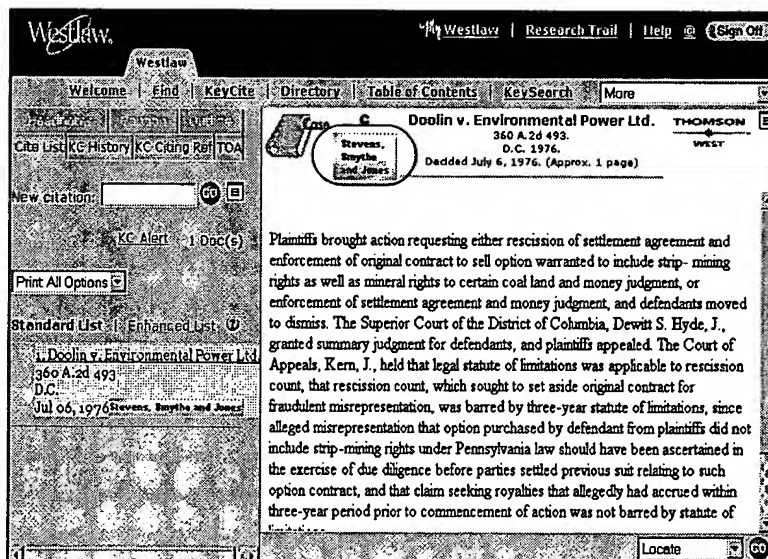 Westlaw.
My Westlaw | Research Trail | Help @ Sign Off
Westlaw
Welcome | Find | KeyCite | Directory | Table of Contents | KeySearch More
Cite List KC History KC Citing Ref TOA
New citation: GO
KC Alert 1 Doc(s)
Print All Options
Standard List | Enhanced List
1. Doolin v. Environmental Power Ltd.
360 A.2d 493
D.C.
Jul 06, 1976 Stevens, Smythe and Jones
Case
C
Stevens,
Smythe
and Jones
Doolin v. Environmental Power Ltd.
360 A.2d 493.
D.C. 1976.
Decided July 6, 1976. (Approx. 1 page)
THOMSON
WEST
Plaintiffs brought action requesting either rescission of settlement agreement and
enforcement of original contract to sell option warranted to include strip- mining
rights as well as mineral rights to certain coal land and money judgment, or
enforcement of settlement agreement and money judgment, and defendants moved
to dismiss. The Superior Court of the District of Columbia, Dewitt S. Hyde, J.,
granted summary judgment for defendants, and plaintiffs appealed. The Court of
Appeals, Kern, J., held that legal statute of limitations was applicable to rescission
count, that rescission count, which sought to set aside original contract for
fraudulent misrepresentation, was barred by three-year statute of limitations, since
alleged misrepresentation that option purchased by defendant from plaintiffs did not
include strip-mining rights under Pennsylvania law should have been ascertained in
the exercise of due diligence before parties settled previous suit relating to such
option contract, and that claim seeking royalties that allegedly had accrued within
three-year period prior to commencement of action was not barred by statute of
Locate GO